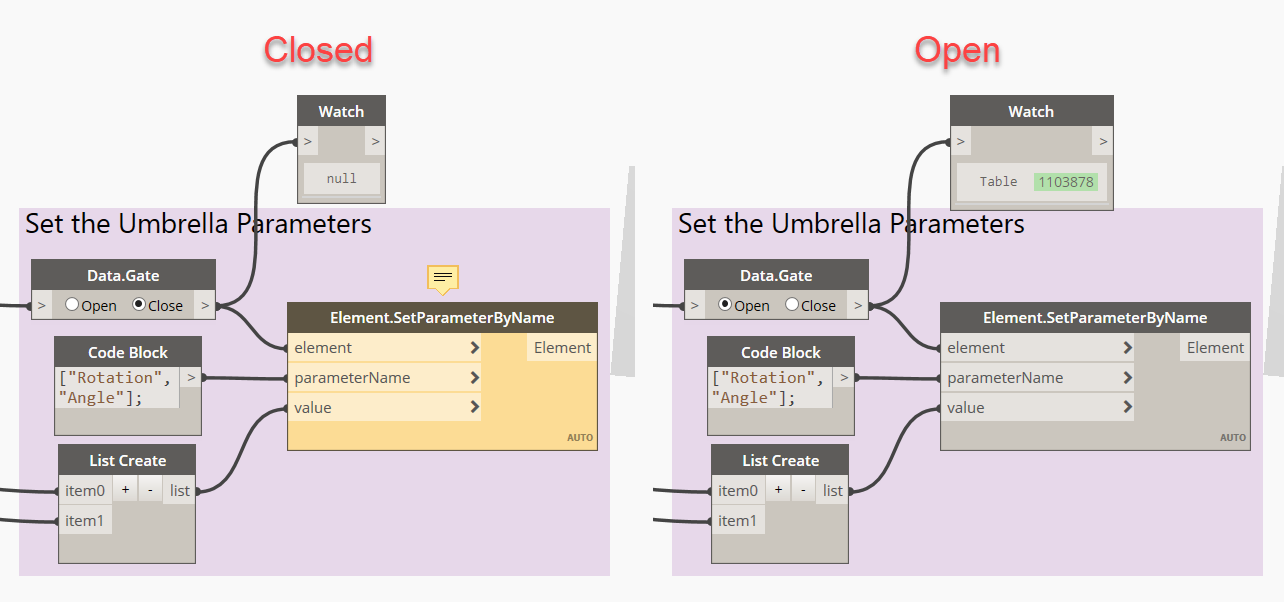 Closed
Watch
> >
null
Set the Umbrella Parameters
Data.Gate
> Open Close >
Element.SetParameterByName
element > Element
parameterName >
value >
AUTO
Code Block
["Rotation", >
"Angle"];
List Create
item0 + - list
item1
Open
Watch
> >
Table 1103878
Set the Umbrella Parameters
Data.Gate
> Open Close >
Element.SetParameterByName
element > Element
parameterName >
value >
AUTO
Code Block
["Rotation", >
"Angle"];
List Create
item0 + - list
item1